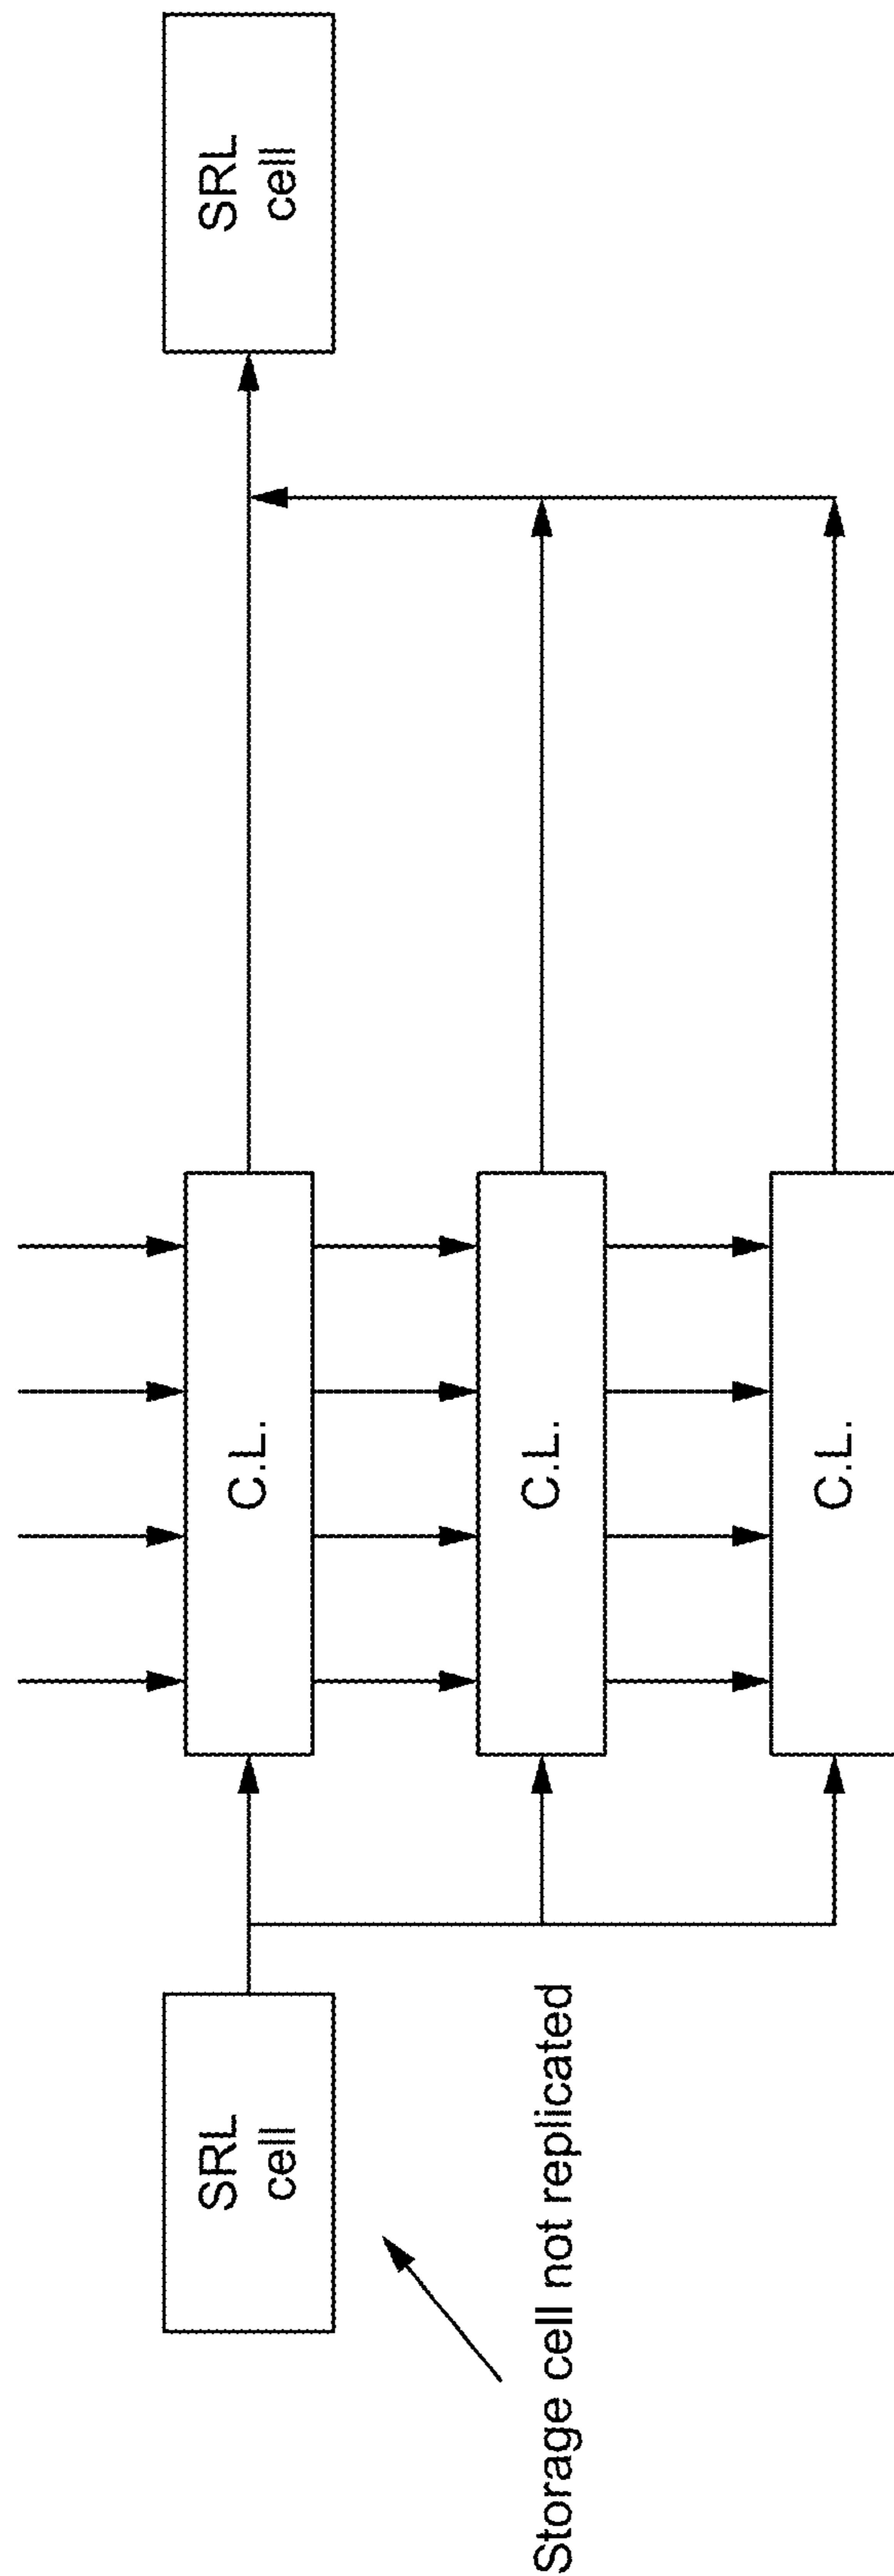 SRL
cell
C.L.
SRL
cell
C.L.
C.L.
Storage cell not replicated